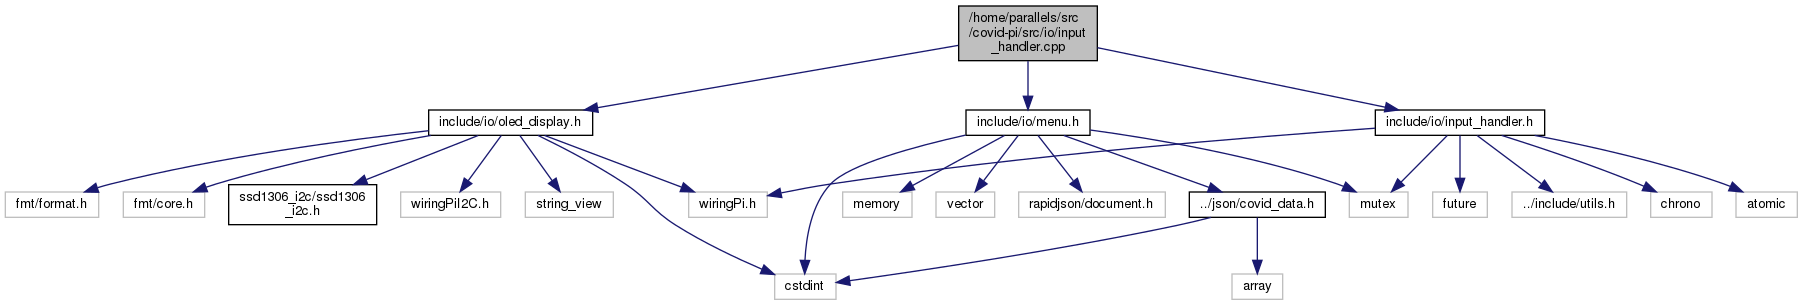 /home/parallels/src
/covid-pi/src/io/input
_handler.cpp
include/io/oled_display.h
include/io/menu.h
include/io/input_handler.h
fmt/format.h
fmt/core.h
ssd1306_i2c/ssd1306
_i2c.h
wiringPiI2C.h
string_view
wiringPi.h
memory
vector
rapidjson/document.h
../json/covid_data.h
mutex
future
../include/utils.h
chrono
atomic
cstdint
array